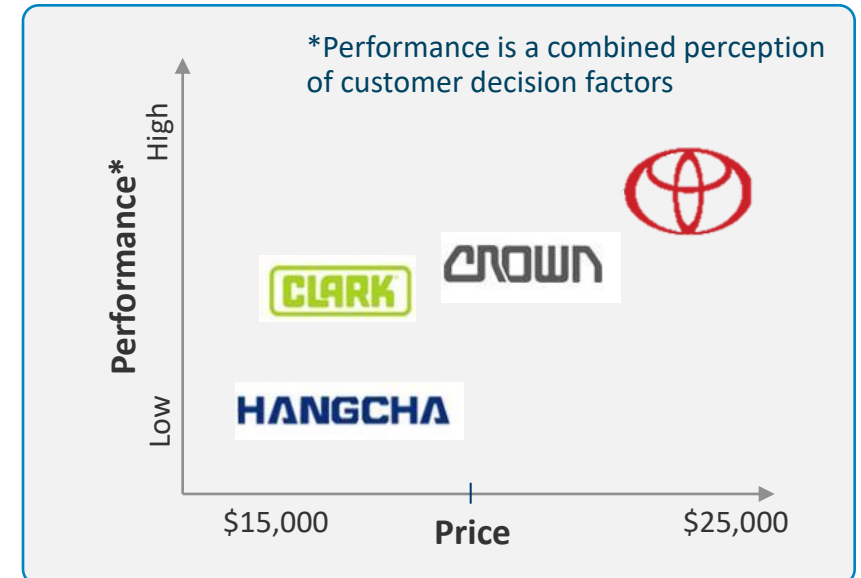 *Performance is a combined perception
of customer decision factors
High
Performance*
CROWN
CLARK
HANGCHA
Low
$15,000
Price
$25,000